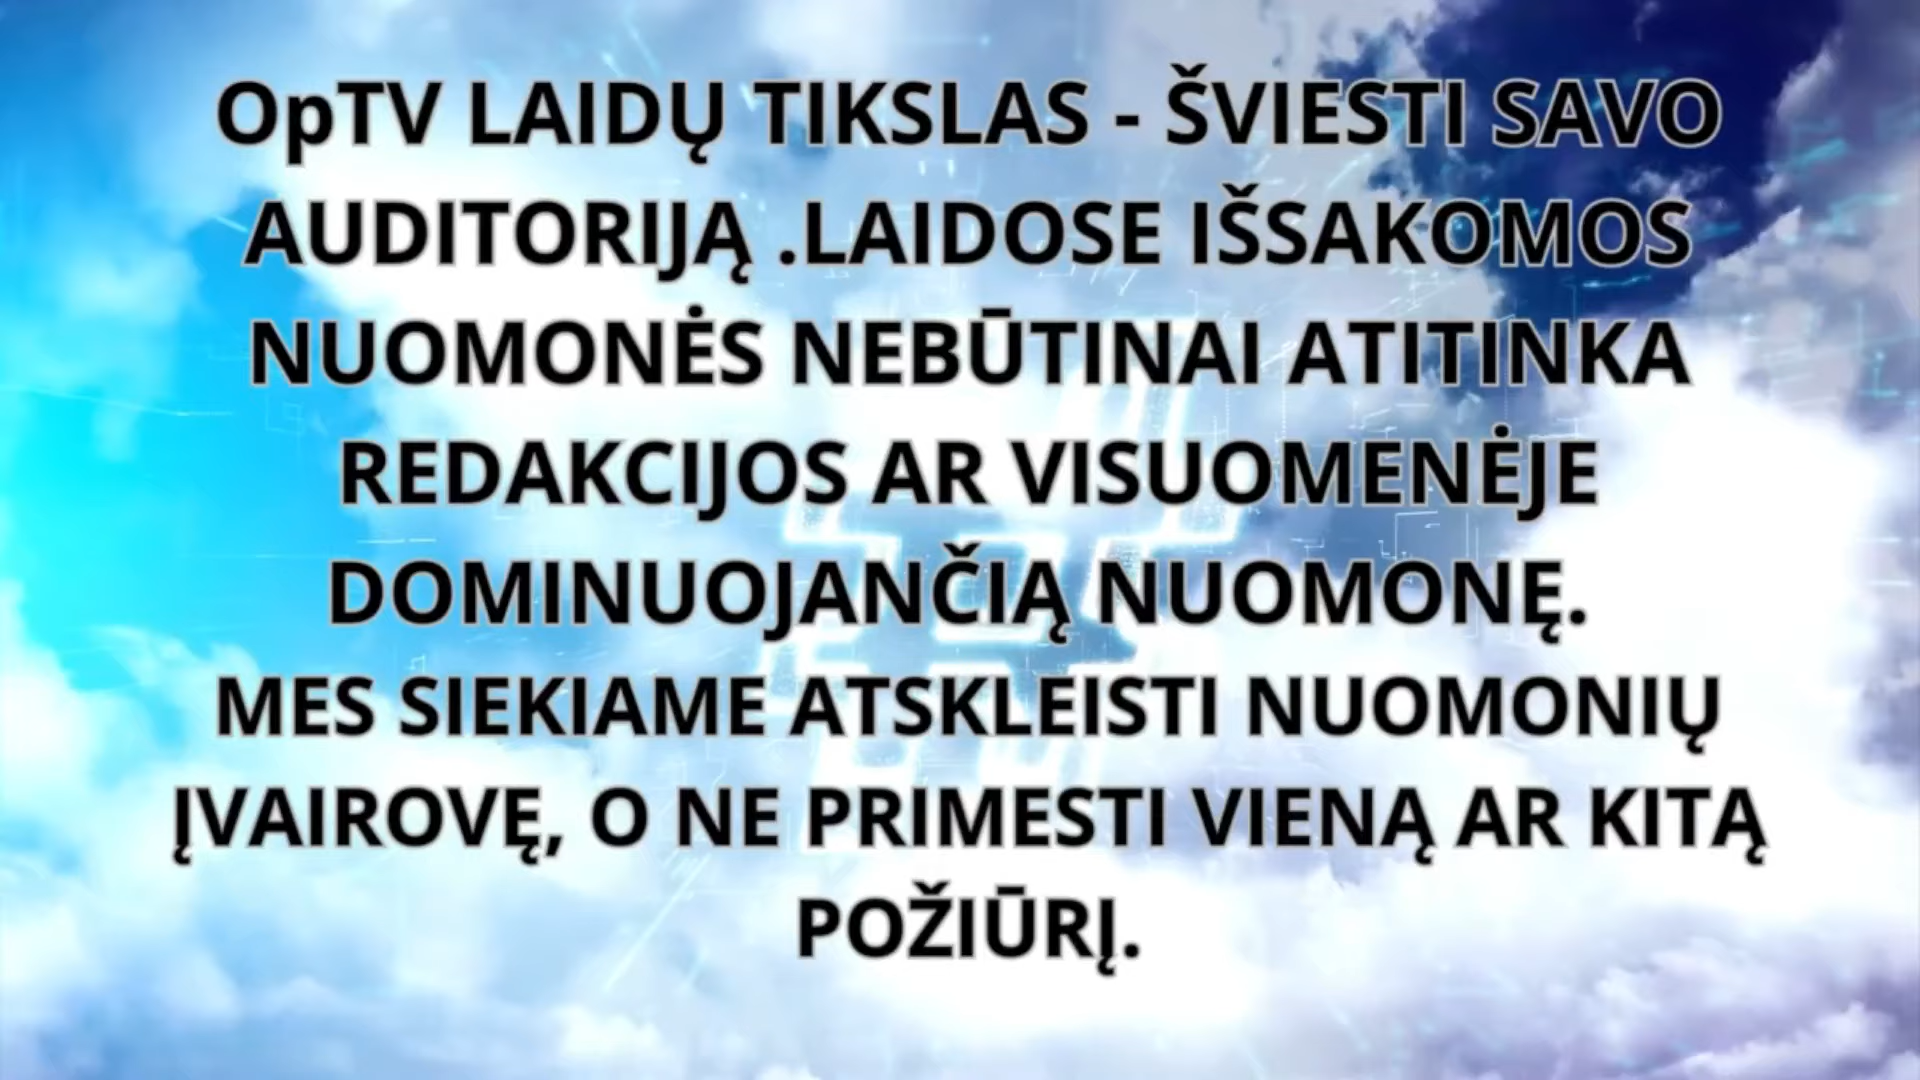 OpTV LAIDŲ TIKSLAS - ŠVIESTI SAVO
AUDITORIJĄ .LAIDOSE IŠSAKOMOS
NUOMONĖS NEBŪTINAI ATITINKA
REDAKCIJOS AR VISUOMENĖJE
DOMINUOJANČIĄ NUOMONĘ.
MES SIEKIAME ATSKLEISTI NUOMONIŲ
ĮVAIROVĘ, O NE PRIMESTI VIENĄ AR KITĄ
POŽIŪRĮ.